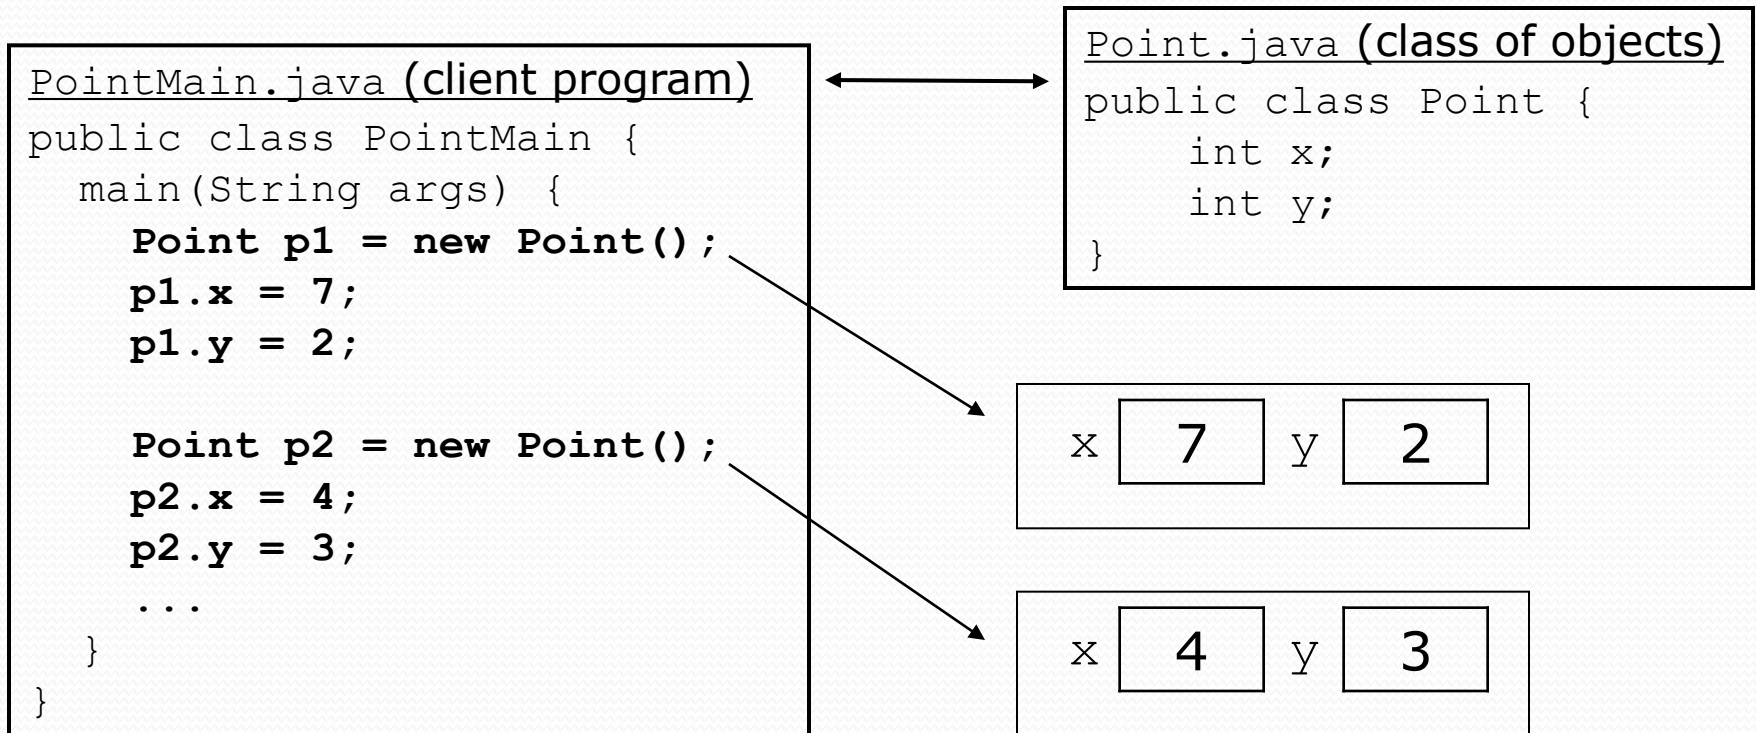 PointMain.java (client program)
public class PointMain {
main(String args) {
Point p1 = new Point();
p1.x = 7;
p1.y = 2;
Point p2 = new Point();
p2.x = 4;
p2.y = 3;
...
}
}
Point.java (class of objects)
public class Point {
int x;
int y;
}
x 7 y 2
x 4 y 3